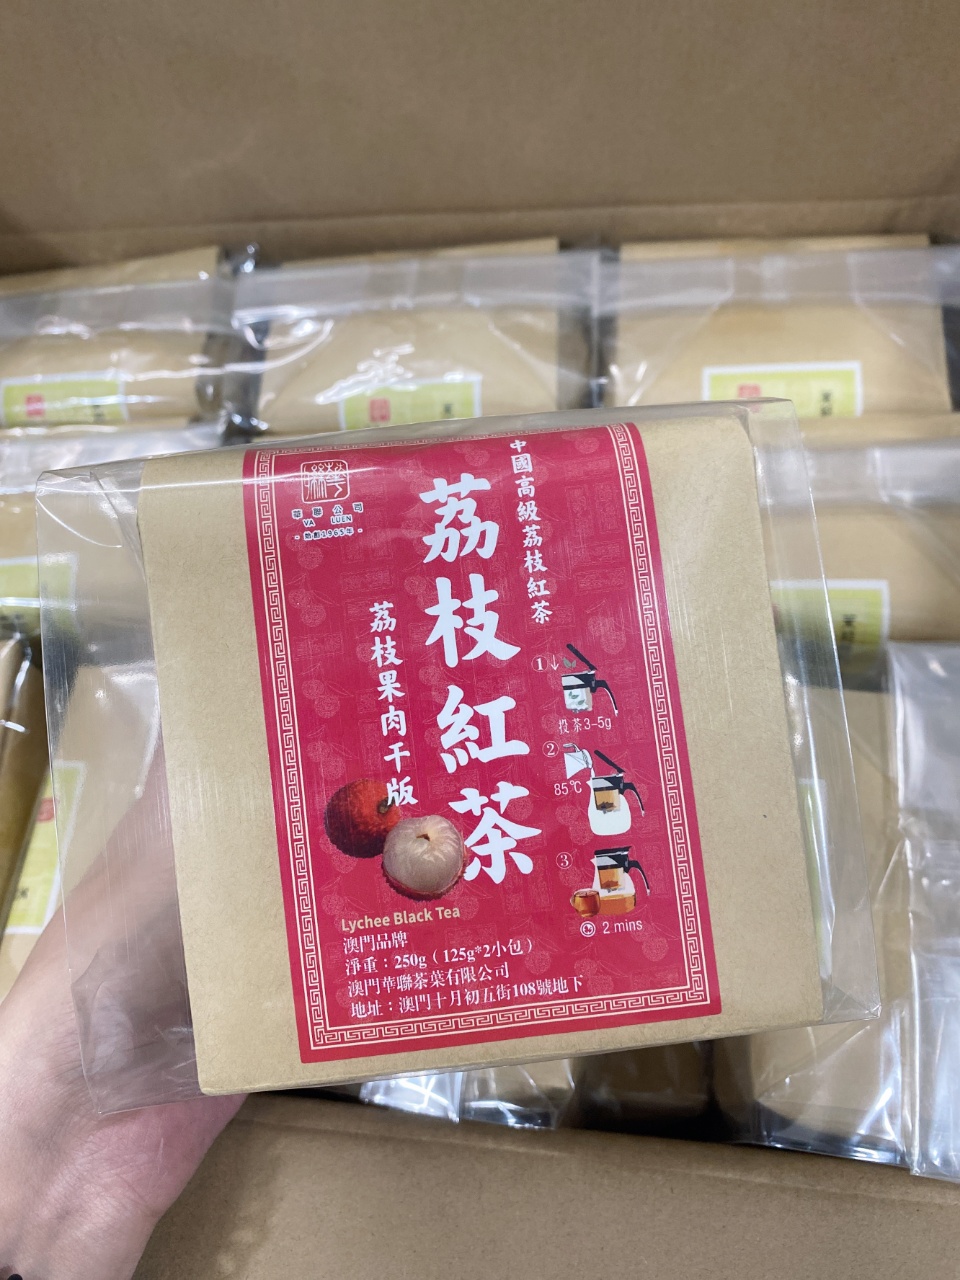 華聯公司
VA LUEN
-始創1963年-
中國高級荔枝紅茶
荔枝紅茶
荔枝果肉干版
1
投茶3-5g
2
85℃
3
2 mins
Lychee Black Tea
澳門品牌
淨重：250g（125g*2小包）
澳門華聯茶葉有限公司
地址：澳門十月初五街108號地下